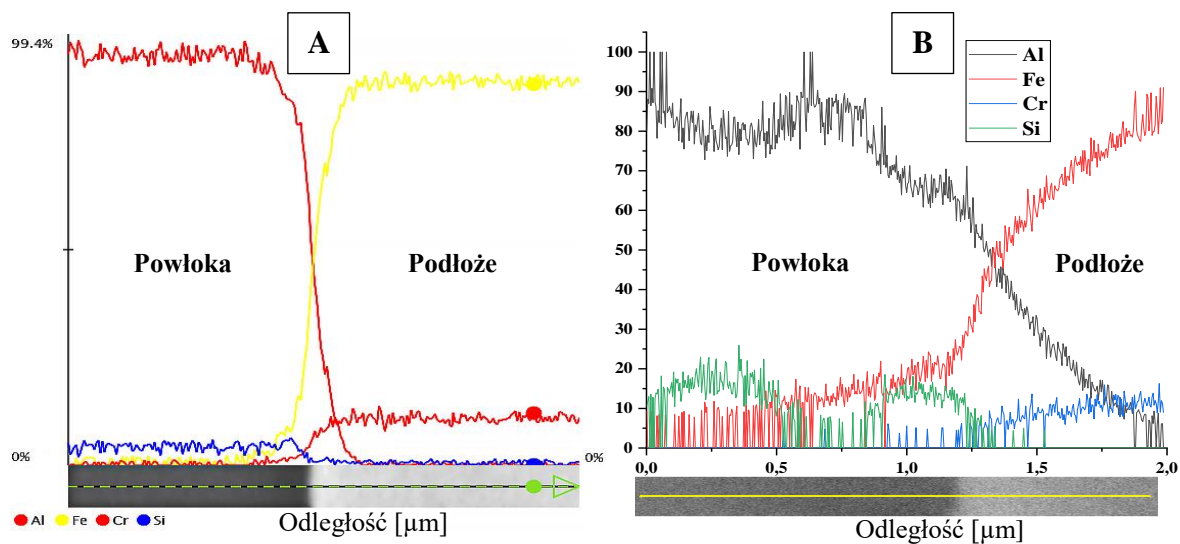 A
99.4%
Powłoka
Podłoże
0%
0%
Al Fe Cr Si
Odległość [µm]
B
Al
Fe
Cr
Si
100
90
80
70
60
50
40
30
20
10
0
Powłoka
Podłoże
0,0 0,5 1,0 1,5 2,0
Odległość [µm]